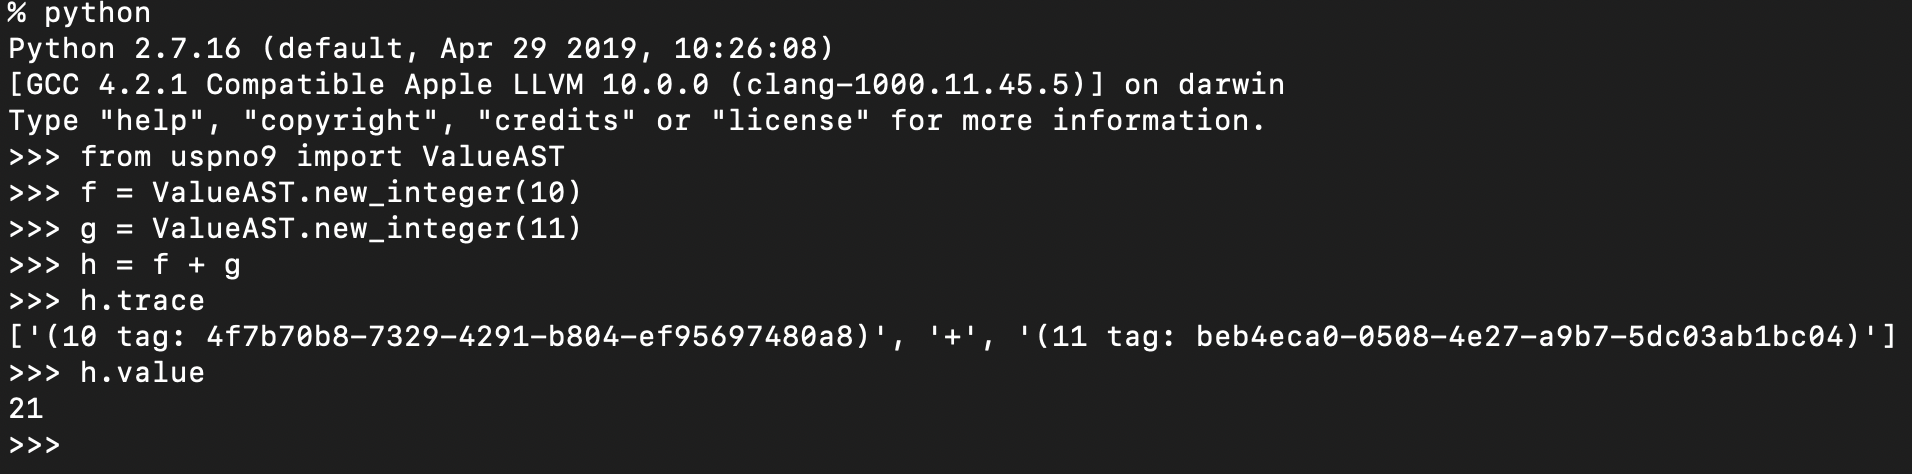 % python
Python 2.7.16 (default, Apr 29 2019, 10:26:08)
[GCC 4.2.1 Compatible Apple LLVM 10.0.0 (clang-1000.11.45.5)] on darwin
Type "help", "copyright", "credits" or "license" for more information.
>>> from uspno9 import ValueAST
>>> f = ValueAST.new_integer(10)
>>> g = ValueAST.new_integer(11)
>>> h = f + g
>>> h.trace
['(10 tag: 4f7b70b8-7329-4291-b804-ef95697480a8)', '+', '(11 tag: beb4eca0-0508-4e27-a9b7-5dc03ab1bc04)']
>>> h.value
21
>>>